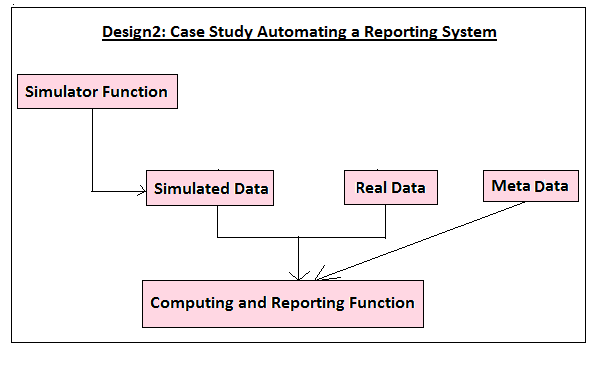 Design2: Case Study Automating a Reporting System
Simulator Function
Simulated Data
Real Data
Meta Data
Computing and Reporting Function